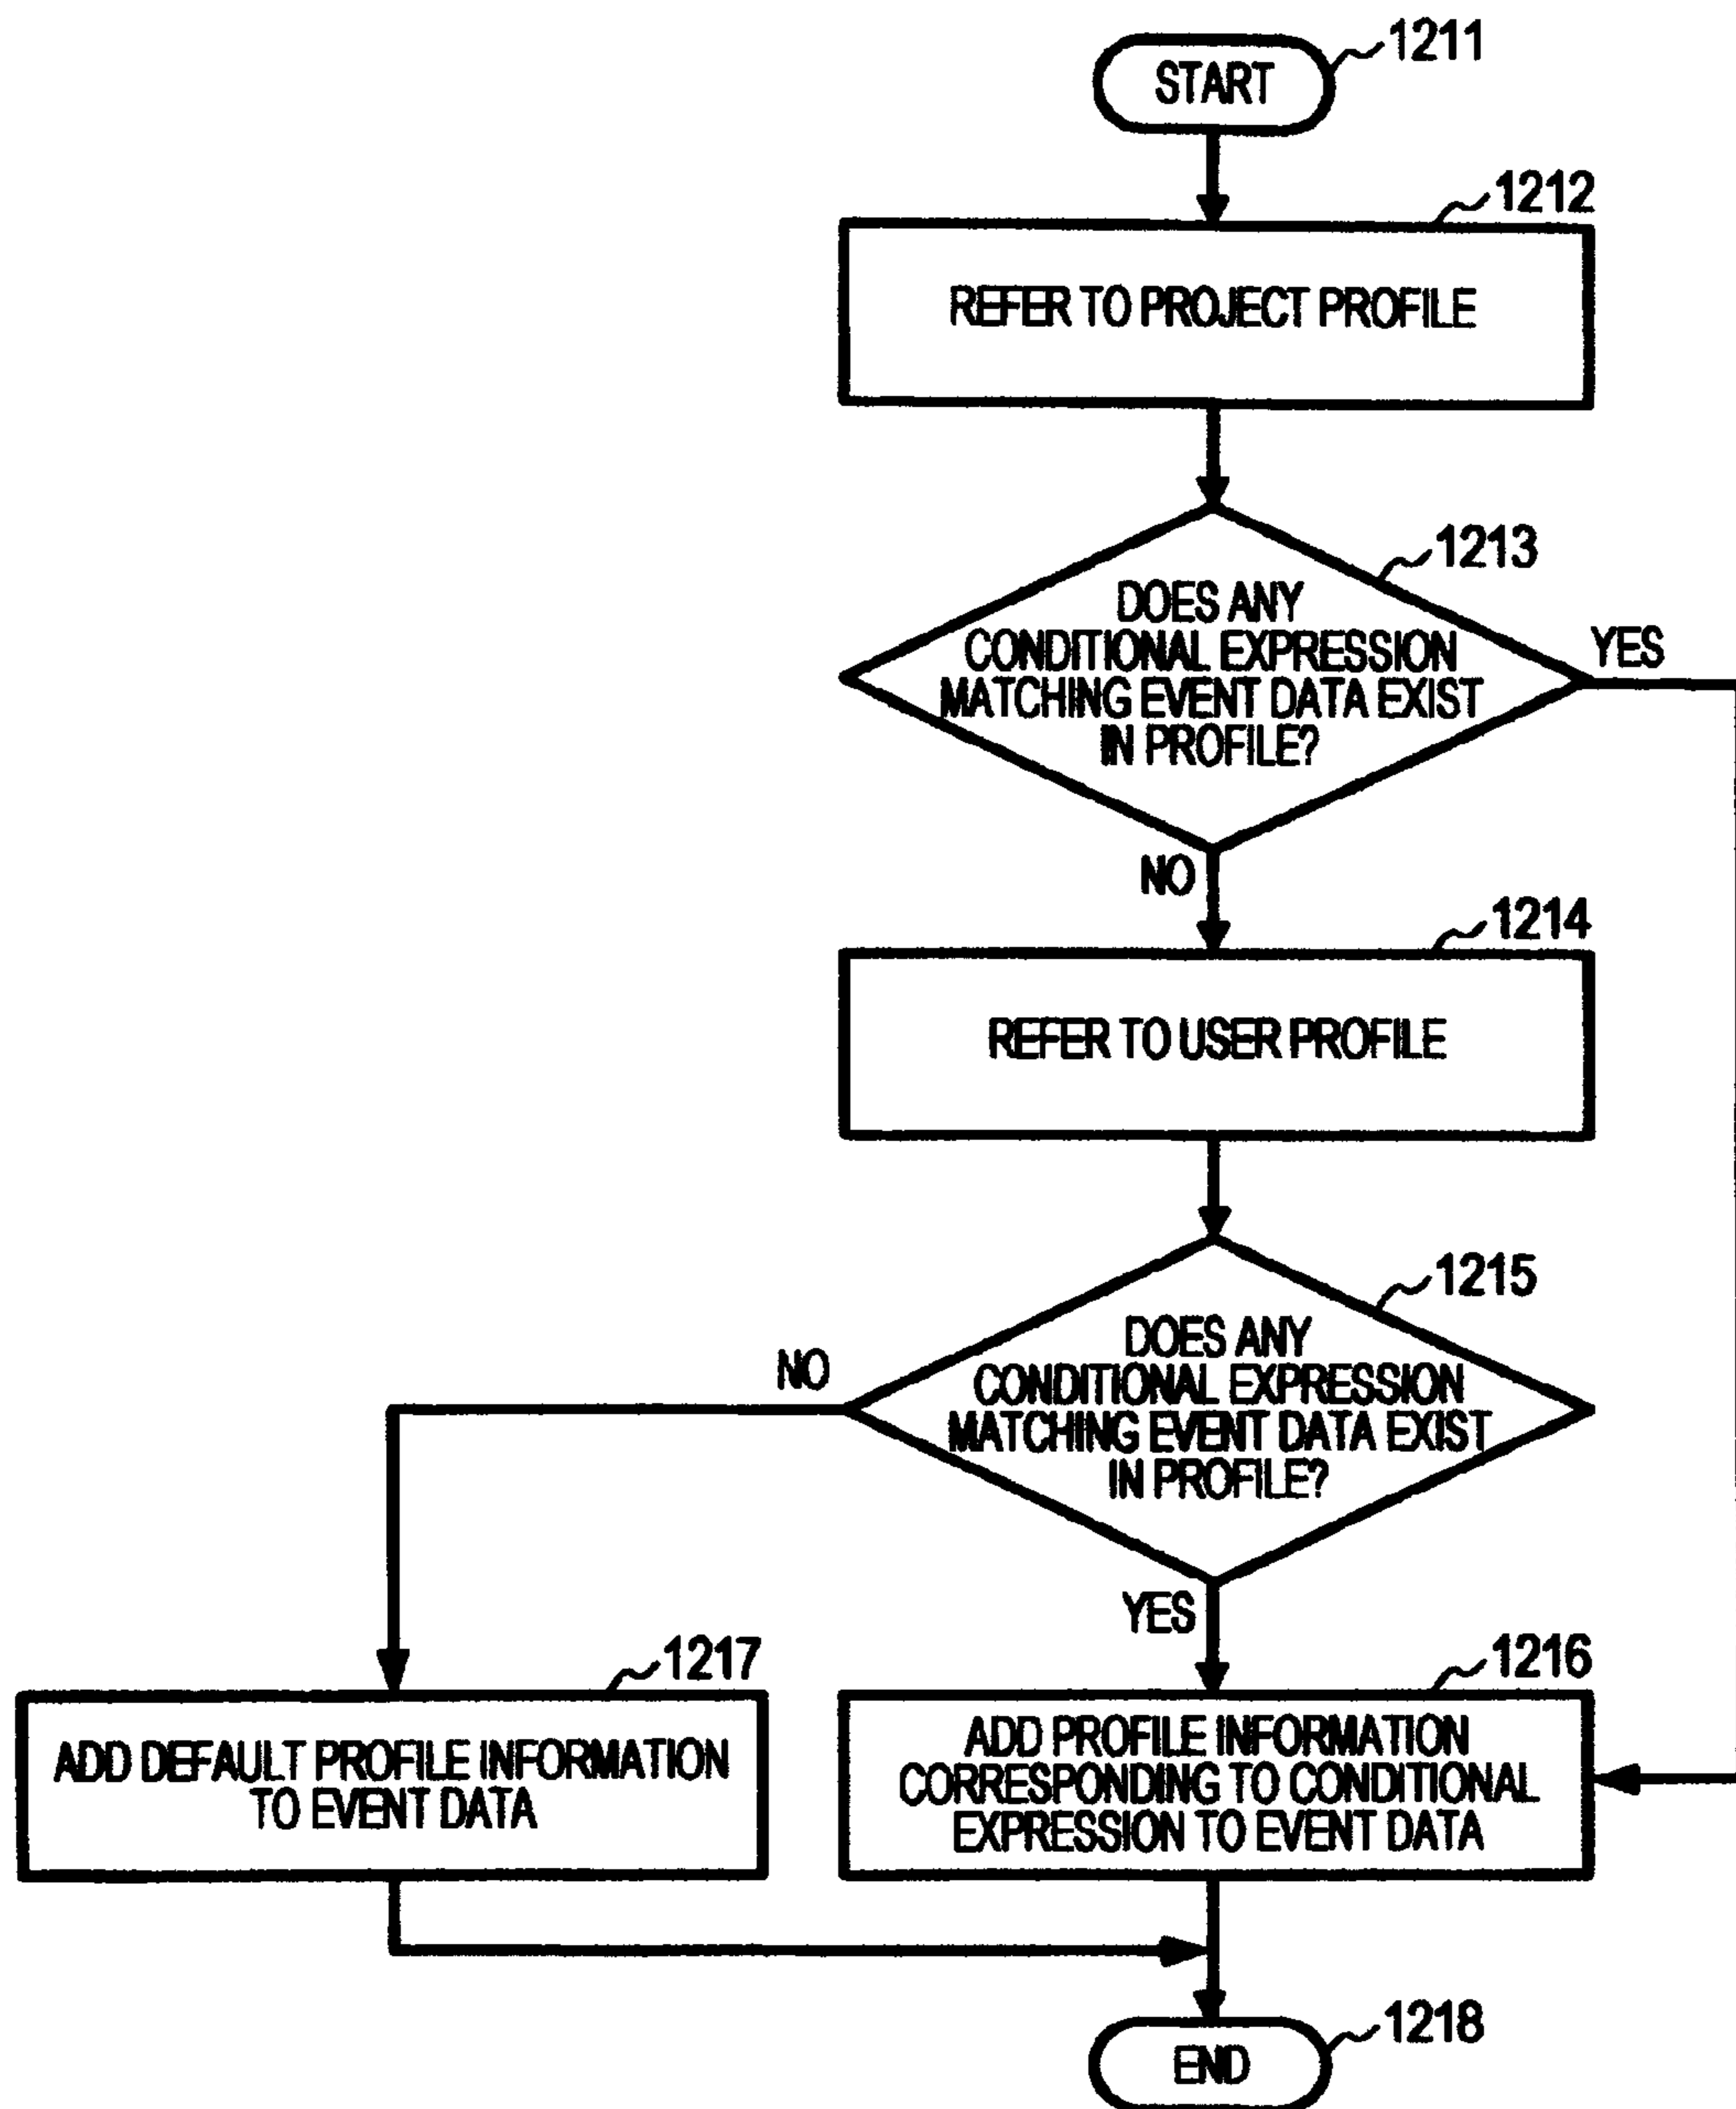 1211
START
1212
REFER TO PROJECT PROFILE
1213
DOES ANY
CONDITIONAL EXPRESSION
MATCHING EVENT DATA EXIST
IN PROFILE?
YES
NO
1214
REFER TO USER PROFILE
1215
DOES ANY
CONDITIONAL EXPRESSION
MATCHING EVENT DATA EXIST
IN PROFILE?
NO
YES
1217
ADD DEFAULT PROFILE INFORMATION
TO EVENT DATA
1216
ADD PROFILE INFORMATION
CORRESPONDING TO CONDITIONAL
EXPRESSION TO EVENT DATA
1218
END